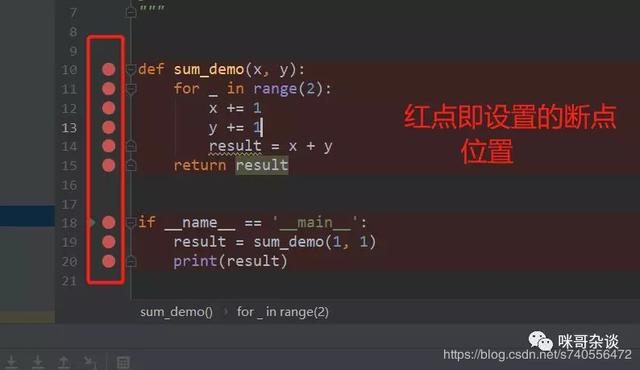 7 """
8
9
10 def sum_demo(x, y):
11 for _ in range(2):
12 x += 1
13 y += 1
14 result = x + y
15 return result
16
17
18 if __name__ == '__main__':
19 result = sum_demo(1, 1)
20 print(result)
21
红点即设置的断点
位置
sum_demo() › for _ in range(2)
咪哥杂谈
https://blog.csdn.net/s740556472